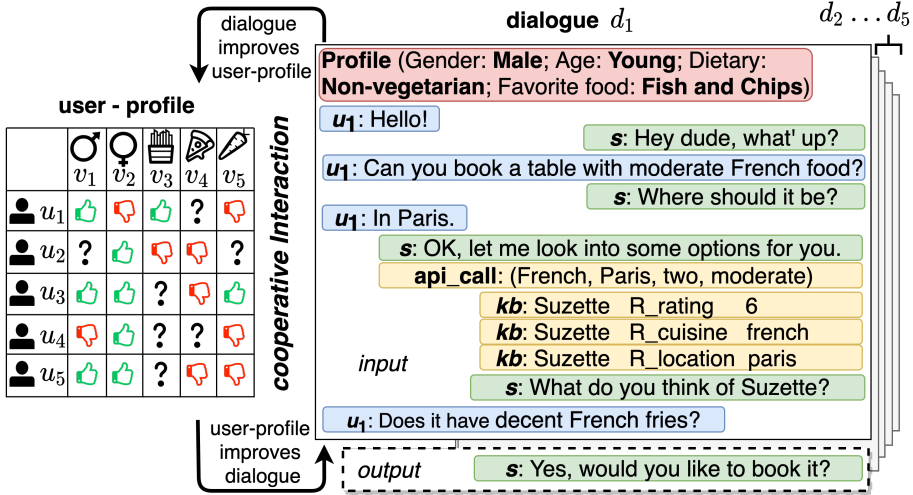 dialogue
improves
user-profile
dialogue d₁
d₂ … d₅
Profile (Gender: Male; Age: Young; Dietary:
Non-vegetarian; Favorite food: Fish and Chips)
user - profile
v₁ v₂ v₃ v₄ v₅
u₁ ?
u₂ ? ?
u₃ ?
u₄ ? ?
u₅ ?
cooperative Interaction
u₁: Hello!
s: Hey dude, what' up?
u₁: Can you book a table with moderate French food?
s: Where should it be?
u₁: In Paris.
s: OK, let me look into some options for you.
api_call: (French, Paris, two, moderate)
kb: Suzette R_rating 6
kb: Suzette R_cuisine french
kb: Suzette R_location paris
input
s: What do you think of Suzette?
u₁: Does it have decent French fries?
user-profile
improves
dialogue
output
s: Yes, would you like to book it?